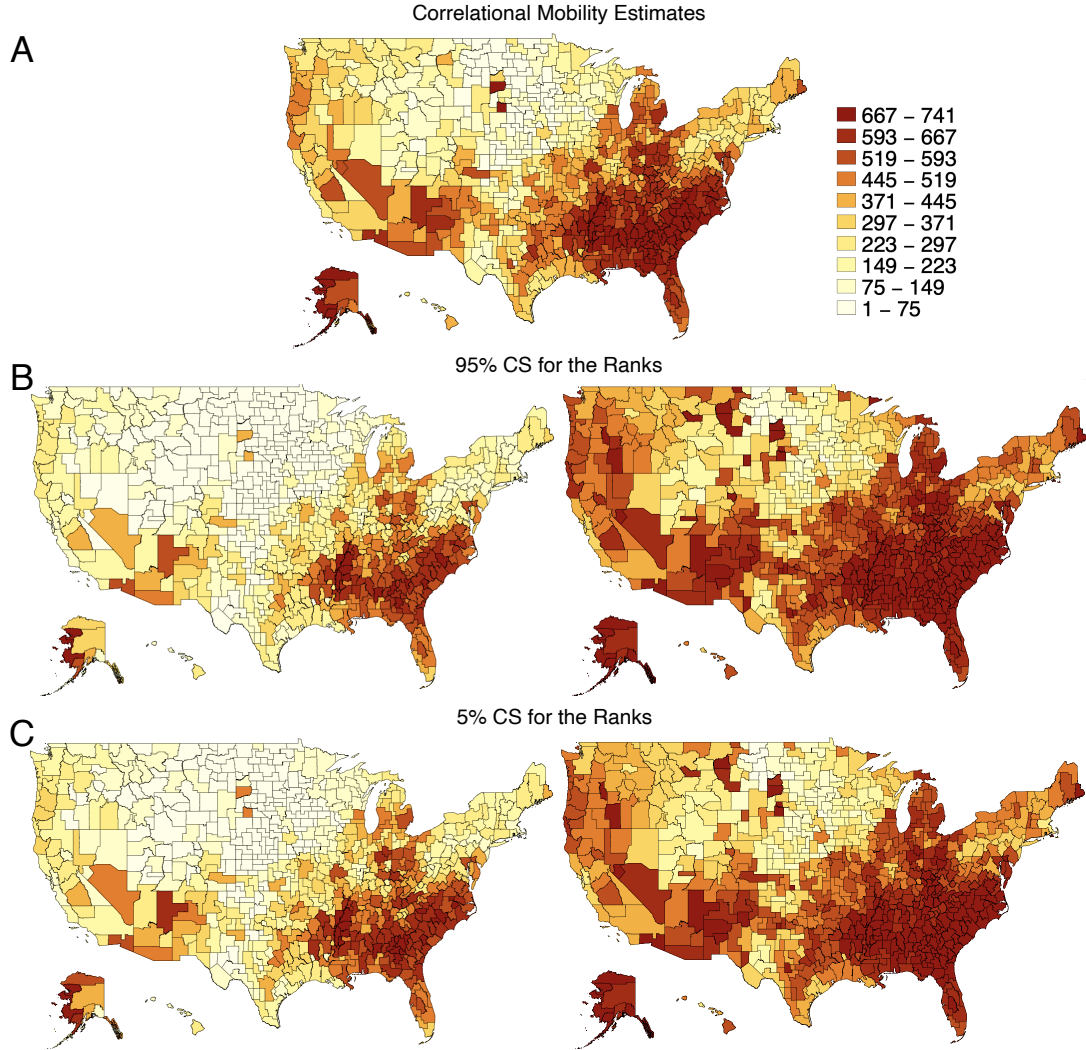 Correlational Mobility Estimates
A
667 – 741
593 – 667
519 – 593
445 – 519
371 – 445
297 – 371
223 – 297
149 – 223
75 – 149
1 – 75
95% CS for the Ranks
B
5% CS for the Ranks
C